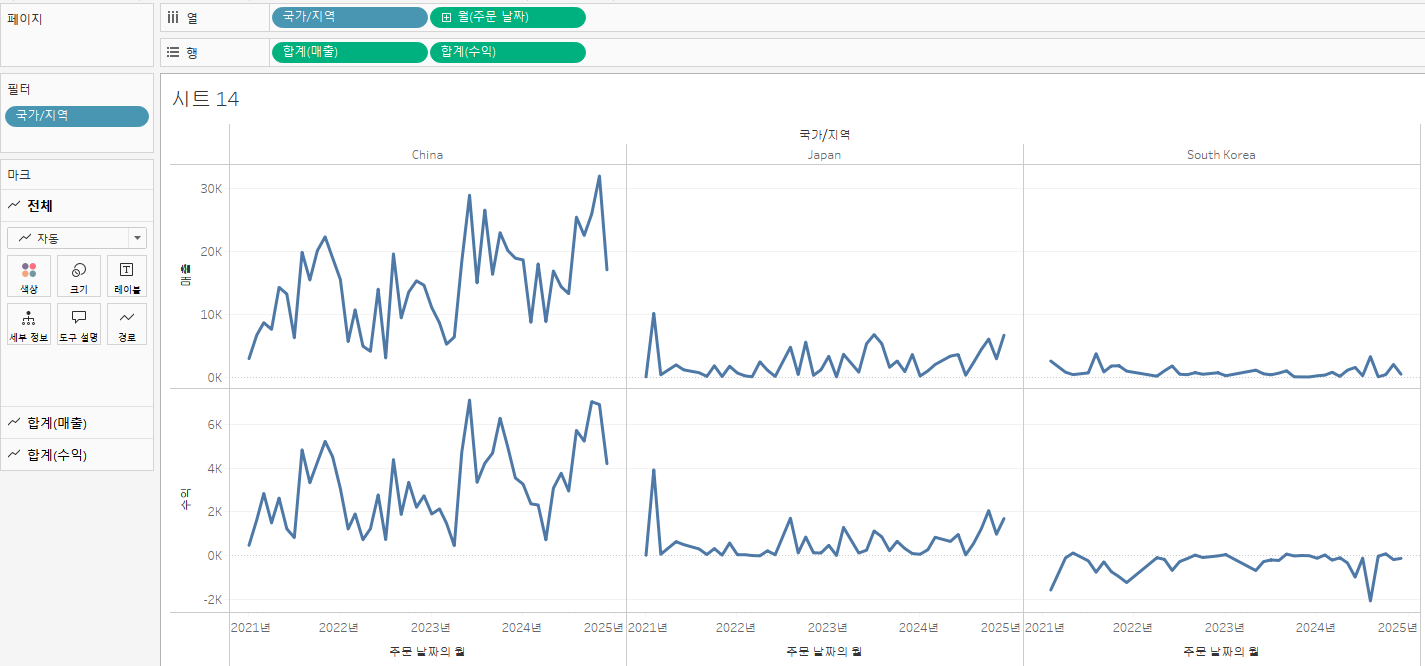 페이지
열
국가/지역
월(주문 날짜)
행
합계(매출)
합계(수익)
필터
국가/지역
마크
전체
자동
색상
크기
레이블
세부 정보
도구 설명
경로
합계(매출)
합계(수익)
시트 14
국가/지역
China
Japan
South Korea
매출
30K
20K
10K
0K
수익
6K
4K
2K
0K
-2K
2021년 2022년 2023년 2024년 2025년
2021년 2022년 2023년 2024년 2025년
2021년 2022년 2023년 2024년 2025년
주문 날짜의 월
주문 날짜의 월
주문 날짜의 월